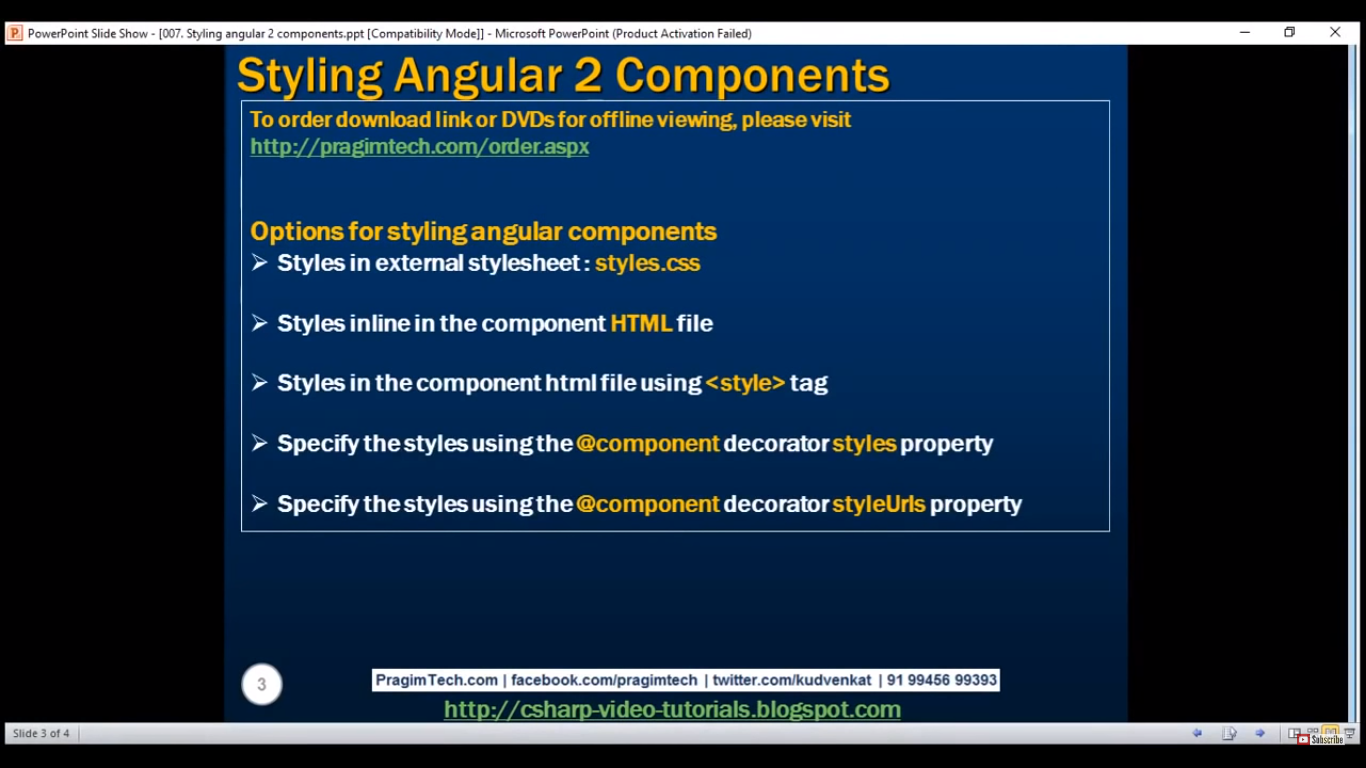 PowerPoint Slide Show - [007. Styling angular 2 components.ppt [Compatibility Mode]] - Microsoft PowerPoint (Product Activation Failed)
Styling Angular 2 Components
To order download link or DVDs for offline viewing, please visit
http://pragimtech.com/order.aspx
Options for styling angular components
Styles in external stylesheet : styles.css
Styles inline in the component HTML file
Styles in the component html file using <style> tag
Specify the styles using the @component decorator styles property
Specify the styles using the @component decorator styleUrls property
3
PragimTech.com | facebook.com/pragimtech | twitter.com/kudvenkat | 91 99456 99393
http://csharp-video-tutorials.blogspot.com
Slide 3 of 4
Subscribe